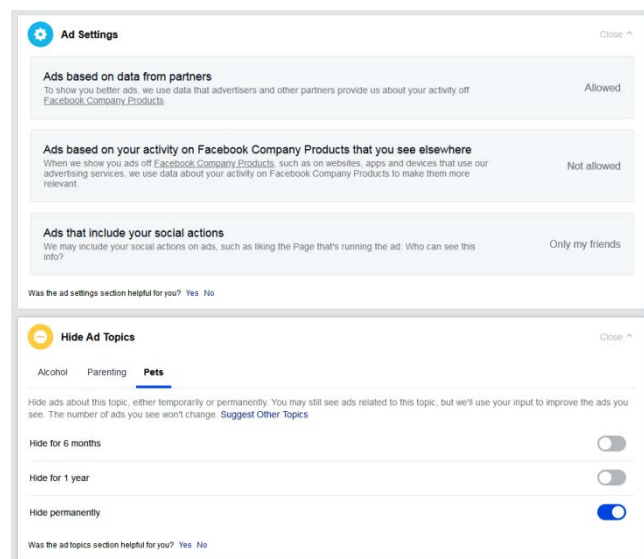 Ad Settings
Close
Ads based on data from partners
To show you better ads, we use data that advertisers and other partners provide us about your activity off
Facebook Company Products.
Allowed
Ads based on your activity on Facebook Company Products that you see elsewhere
When we show you ads off Facebook Company Products, such as on websites, apps and devices that use our
advertising services, we use data about your activity on Facebook Company Products to make them more
relevant.
Not allowed
Ads that include your social actions
We may include your social actions on ads, such as liking the Page that's running the ad. Who can see this
info?
Only my friends
Was the ad settings section helpful for you? Yes No
Hide Ad Topics
Close
Alcohol Parenting Pets
Hide ads about this topic, either temporarily or permanently. You may still see ads related to this topic, but we'll use your input to improve the ads you
see. The number of ads you see won't change. Suggest Other Topics
Hide for 6 months
Hide for 1 year
Hide permanently
Was the ad topics section helpful for you? Yes No